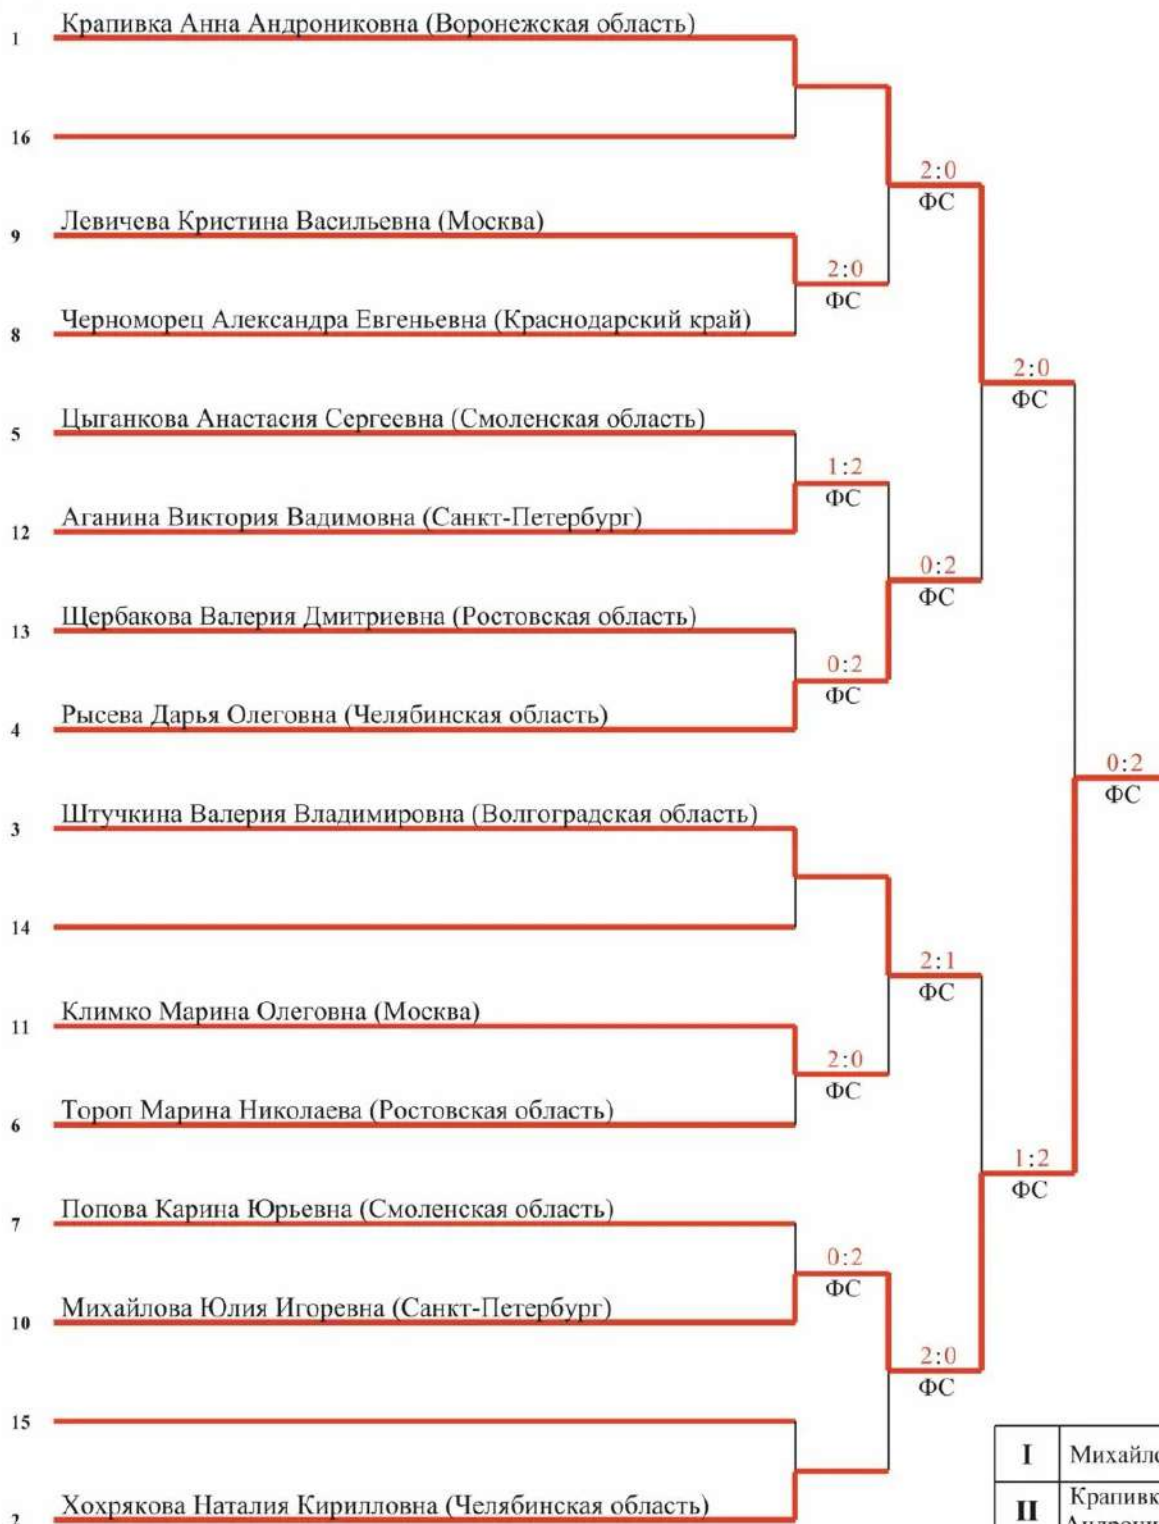 1 Крапивка Анна Андрониковна (Воронежская область)
16
2:0
ФС
9 Левичева Кристина Васильевна (Москва)
2:0
ФС
8 Черноморец Александра Евгеньевна (Краснодарский край)
2:0
ФС
5 Цыганкова Анастасия Сергеевна (Смоленская область)
1:2
ФС
12 Аганина Виктория Вадимовна (Санкт-Петербург)
0:2
ФС
13 Щербакова Валерия Дмитриевна (Ростовская область)
0:2
ФС
4 Рысева Дарья Олеговна (Челябинская область)
0:2
ФС
3 Штучкина Валерия Владимировна (Волгоградская область)
14
2:1
ФС
11 Климко Марина Олеговна (Москва)
2:0
ФС
6 Тороп Марина Николаева (Ростовская область)
1:2
ФС
7 Попова Карина Юрьевна (Смоленская область)
0:2
ФС
10 Михайлова Юлия Игоревна (Санкт-Петербург)
2:0
ФС
15
I
2 Хохрякова Наталия Кирилловна (Челябинская область)
II